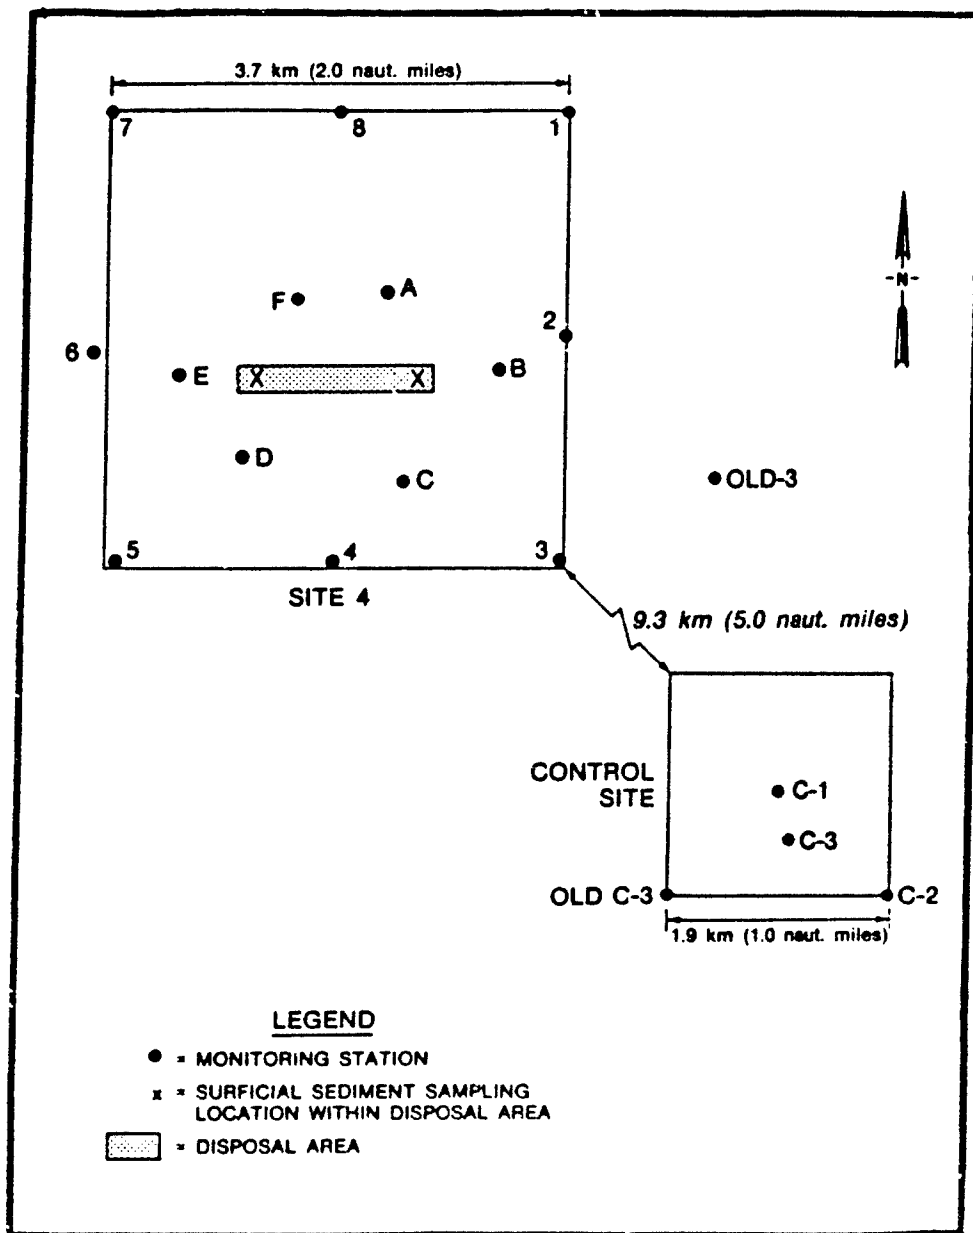 3.7 km (2.0 naut. miles)
7
8
1
F
A
-N-
2
6
E
X
X
B
D
C
OLD-3
5
4
3
SITE 4
9.3 km (5.0 naut. miles)
CONTROL
SITE
C-1
C-3
OLD C-3
C-2
1.9 km (1.0 naut. miles)
LEGEND
● = MONITORING STATION
x = SURFICIAL SEDIMENT SAMPLING
LOCATION WITHIN DISPOSAL AREA
= DISPOSAL AREA